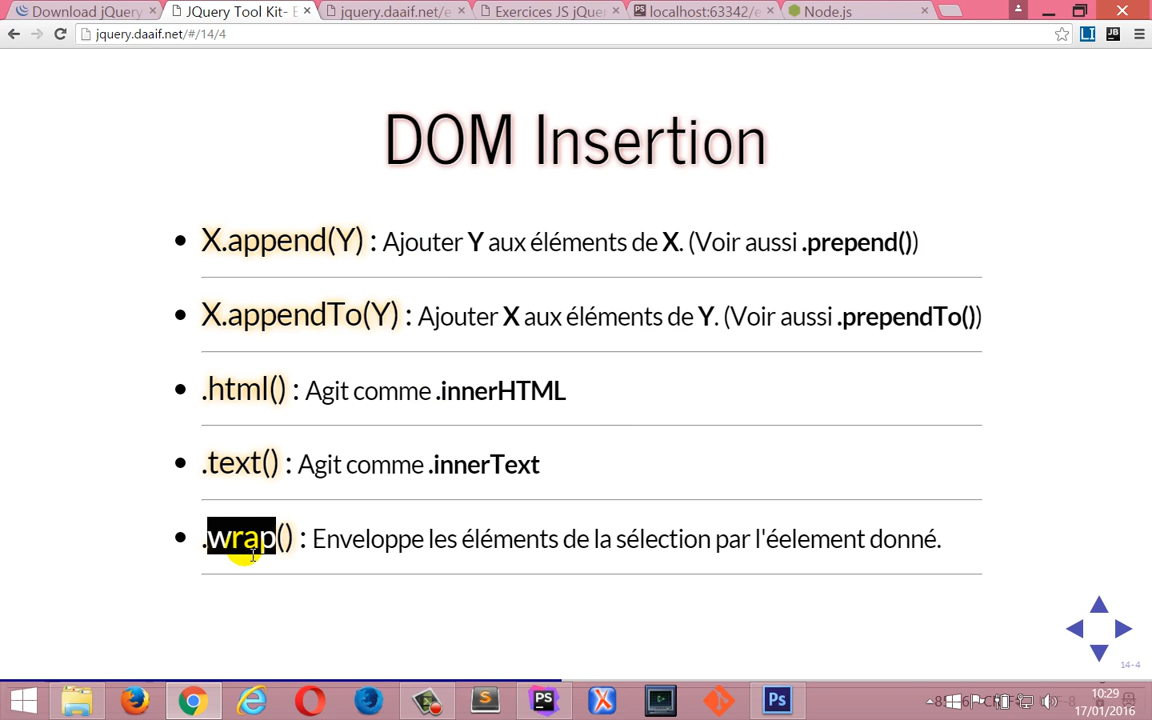 Download jQuery
JQuery Tool Kit- E
jquery.daaif.net/e
Exercices JS jQue
localhost:63342/e
Node.js
jquery.daaif.net/#/14/4
DOM Insertion
X.append(Y) : Ajouter Y aux éléments de X. (Voir aussi .prepend())
X.appendTo(Y) : Ajouter X aux éléments de Y. (Voir aussi .prependTo())
.html() : Agit comme .innerHTML
.text() : Agit comme .innerText
.wrap() : Enveloppe les éléments de la sélection par l'éelement donné.
14-4
10:29
17/01/2016